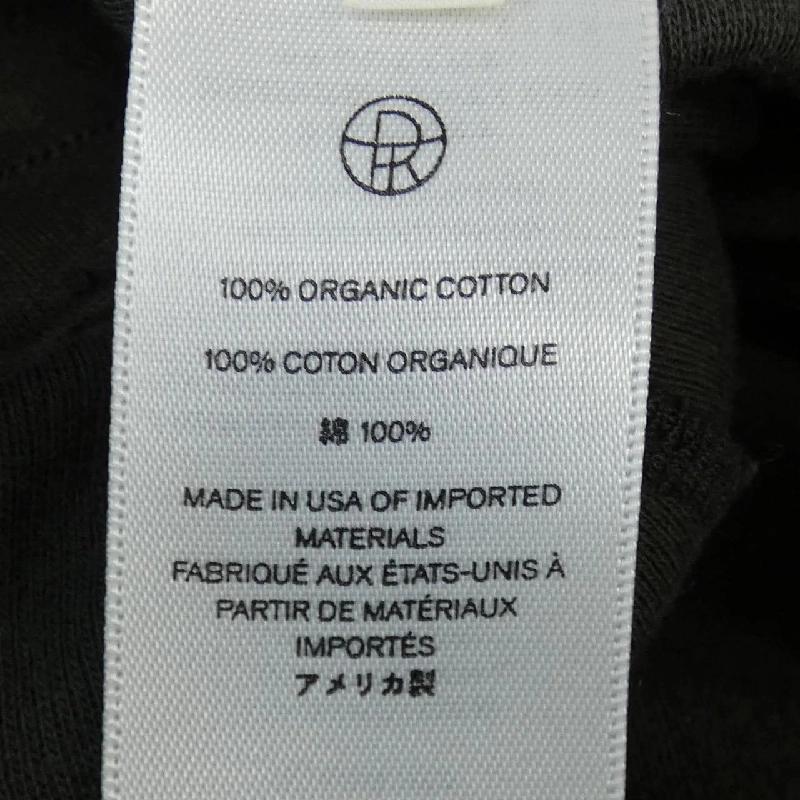 R
100% ORGANIC COTTON
100% COTON ORGANIQUE
綿 100%
MADE IN USA OF IMPORTED
MATERIALS
FABRIQUÉ AUX ÉTATS-UNIS À
PARTIR DE MATÉRIAUX
IMPORTÉS
アメリカ製